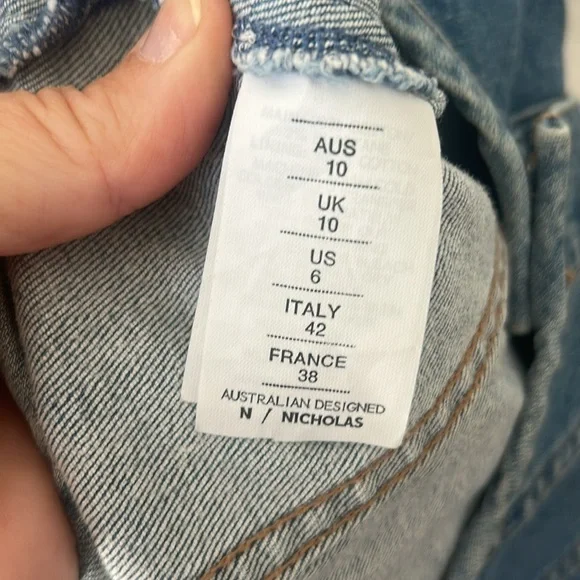 AUS
10
UK
10
US
6
ITALY
42
FRANCE
38
AUSTRALIAN DESIGNED
N / NICHOLAS